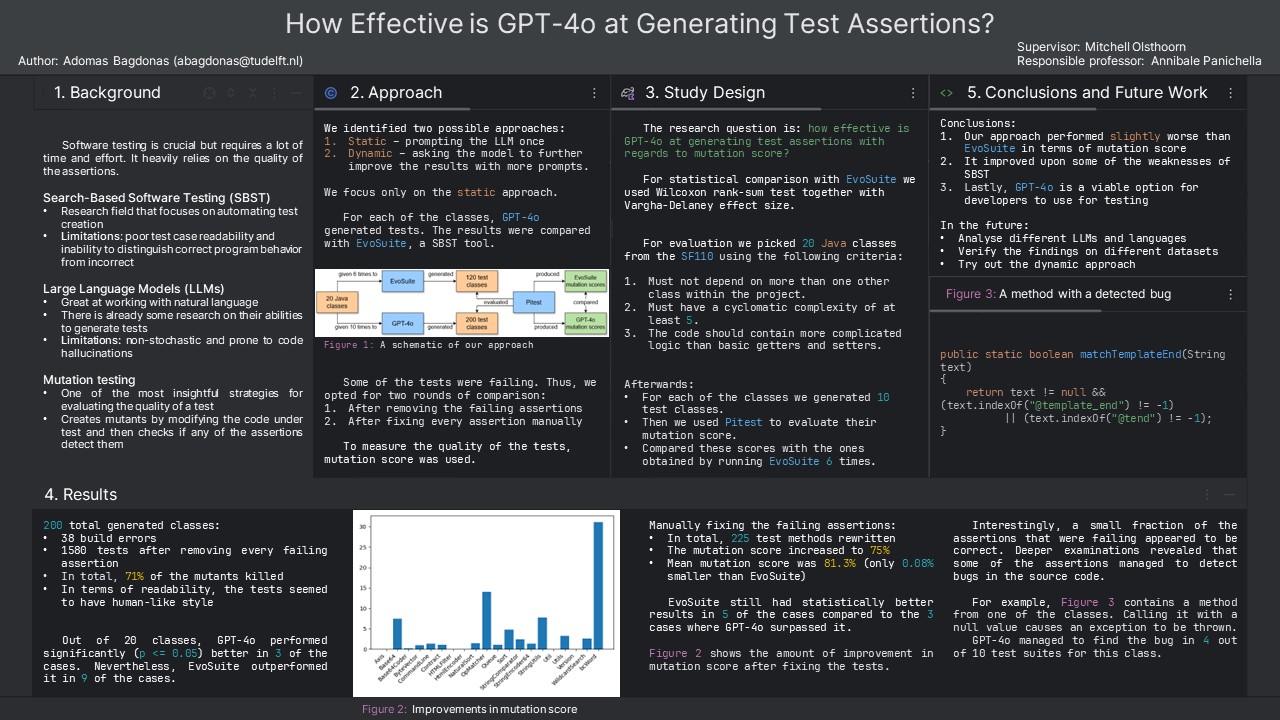 How Effective is GPT-4o at Generating Test Assertions?
Author: Adomas Bagdonas (abagdonas@tudelft.nl)
Supervisor: Mitchell Olsthoorn
Responsible professor: Annibale Panichella
1. Background
Software testing is crucial but requires a lot of
time and effort. It heavily relies on the quality of
the assertions.
Search-Based Software Testing (SBST)
• Research field that focuses on automating test
creation
• Limitations: poor test case readability and
inability to distinguish correct program behavior
from incorrect
Large Language Models (LLMs)
• Great at working with natural language
• There is already some research on their abilities
to generate tests
• Limitations: non-stochastic and prone to code
hallucinations
Mutation testing
• One of the most insightful strategies for
evaluating the quality of a test
• Creates mutants by modifying the code under
test and then checks if any of the assertions
detect them
2. Approach
We identified two possible approaches:
1. Static – prompting the LLM once
2. Dynamic – asking the model to further
improve the results with more prompts.
We focus only on the static approach.
For each of the classes, GPT-4o
generated tests. The results were compared
with EvoSuite, a SBST tool.
20 Java
classes
given 6 times to
EvoSuite
generated
120 test
classes
produced
EvoSuite
mutation scores
evaluated
Pitest
compared
given 10 times to
GPT-4o
generated
200 test
classes
produced
GPT-4o
mutation scores
Figure 1: A schematic of our approach
Some of the tests were failing. Thus, we
opted for two rounds of comparison:
1. After removing the failing assertions
2. After fixing every assertion manually
To measure the quality of the tests,
mutation score was used.
3. Study Design
The research question is: how effective is
GPT-4o at generating test assertions with
regards to mutation score?
For statistical comparison with EvoSuite we
used Wilcoxon rank-sum test together with
Vargha-Delaney effect size.
For evaluation we picked 20 Java classes
from the SF110 using the following criteria:
1. Must not depend on more than one other
class within the project.
2. Must have a cyclomatic complexity of at
least 5.
3. The code should contain more complicated
logic than basic getters and setters.
Afterwards:
• For each of the classes we generated 10
test classes.
• Then we used Pitest to evaluate their
mutation score.
• Compared these scores with the ones
obtained by running EvoSuite 6 times.
5. Conclusions and Future Work
Conclusions:
1. Our approach performed slightly worse than
EvoSuite in terms of mutation score
2. It improved upon some of the weaknesses of
SBST
3. Lastly, GPT-4o is a viable option for
developers to use for testing
In the future:
• Analyse different LLMs and languages
• Verify the findings on different datasets
• Try out the dynamic approach
Figure 3: A method with a detected bug
public static boolean matchTemplateEnd(String
text)
{
return text != null &&
(text.indexOf("@template_end") != -1)
|| (text.indexOf("@tend") != -1);
}
4. Results
200 total generated classes:
• 38 build errors
• 1580 tests after removing every failing
assertion
• In total, 71% of the mutants killed
• In terms of readability, the tests seemed
to have human-like style
Out of 20 classes, GPT-4o performed
significantly (p <= 0.05) better in 3 of the
cases. Nevertheless, EvoSuite outperformed
it in 9 of the cases.
30
25
20
15
10
5
0
Queue
Sort
StringComparator
StringEncoder64
StringUtils
Util
Utils
Version
WildcardSearch
bcWord
Figure 2: Improvements in mutation score
Manually fixing the failing assertions:
• In total, 225 test methods rewritten
• The mutation score increased to 75%
• Mean mutation score was 81.3% (only 0.08%
smaller than EvoSuite)
EvoSuite still had statistically better
results in 5 of the cases compared to the 3
cases where GPT-4o surpassed it.
Figure 2 shows the amount of improvement in
mutation score after fixing the tests.
Interestingly, a small fraction of the
assertions that were failing appeared to be
correct. Deeper examinations revealed that
some of the assertions managed to detect
bugs in the source code.
For example, Figure 3 contains a method
from one of the classes. Calling it with a
null value causes an exception to be thrown.
GPT-4o managed to find the bug in 4 out
of 10 test suites for this class.